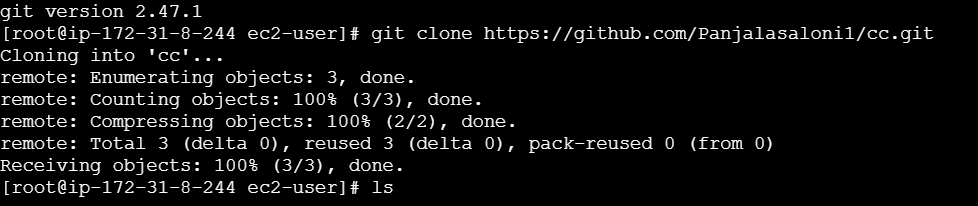 git version 2.47.1
[root@ip-172-31-8-244 ec2-user]# git clone https://github.com/Panjalasaloni1/cc.git
Cloning into 'cc'...
remote: Enumerating objects: 3, done.
remote: Counting objects: 100% (3/3), done.
remote: Compressing objects: 100% (2/2), done.
remote: Total 3 (delta 0), reused 3 (delta 0), pack-reused 0 (from 0)
Receiving objects: 100% (3/3), done.
[root@ip-172-31-8-244 ec2-user]# ls